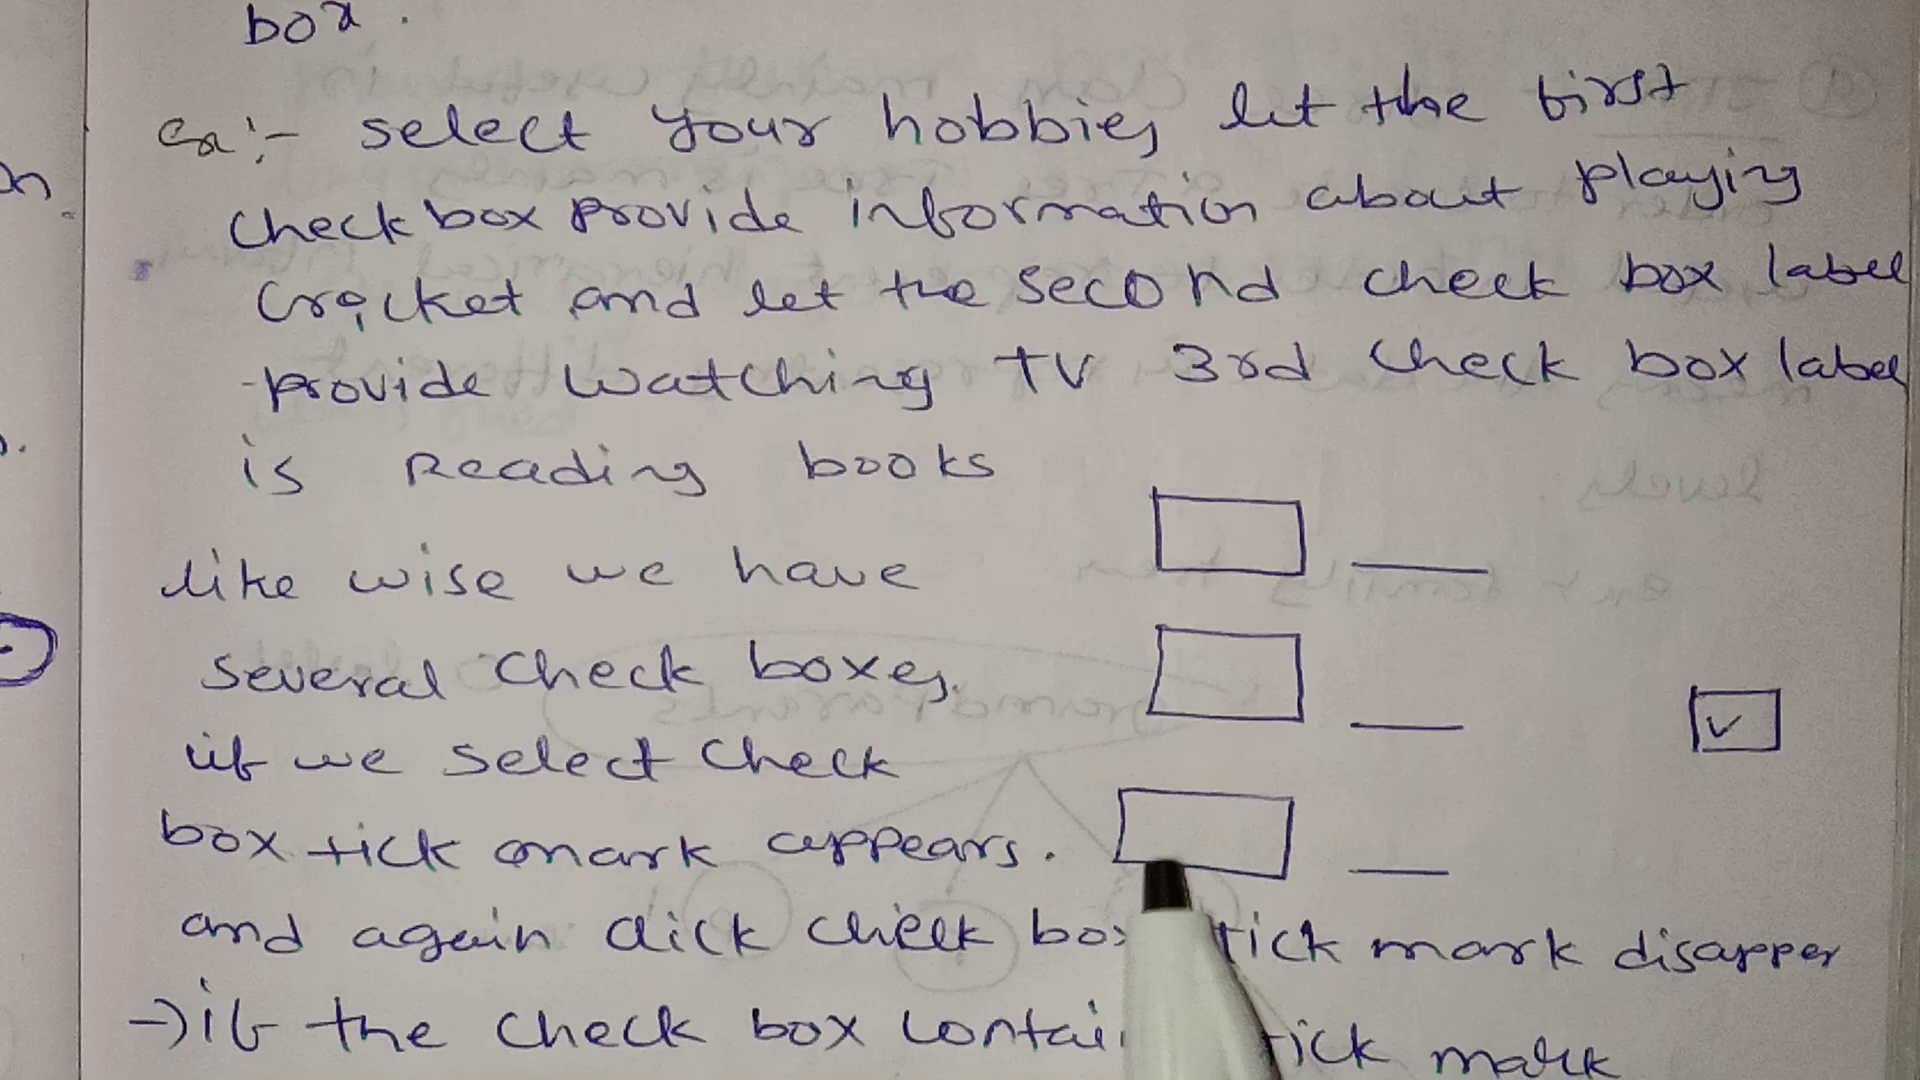 box.
Ex:- select your hobbies let the first
check box provide information about playing
cricket and let the second check box label
provide watching TV 3rd check box label
is Reading books
like wise we have
several check boxes.
if we select check
box tick mark appears.
and again click check box tick mark disapper
→ if the check box contai tick mark